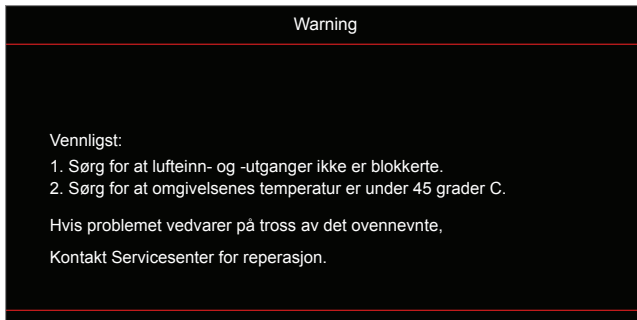 Warning
Vennligst:
1. Sørg for at lufteinn- og -utganger ikke er blokkerte.
2. Sørg for at omgivelsenes temperatur er under 45 grader C.
Hvis problemet vedvarer på tross av det ovennevnte,
Kontakt Servicesenter for reperasjon.